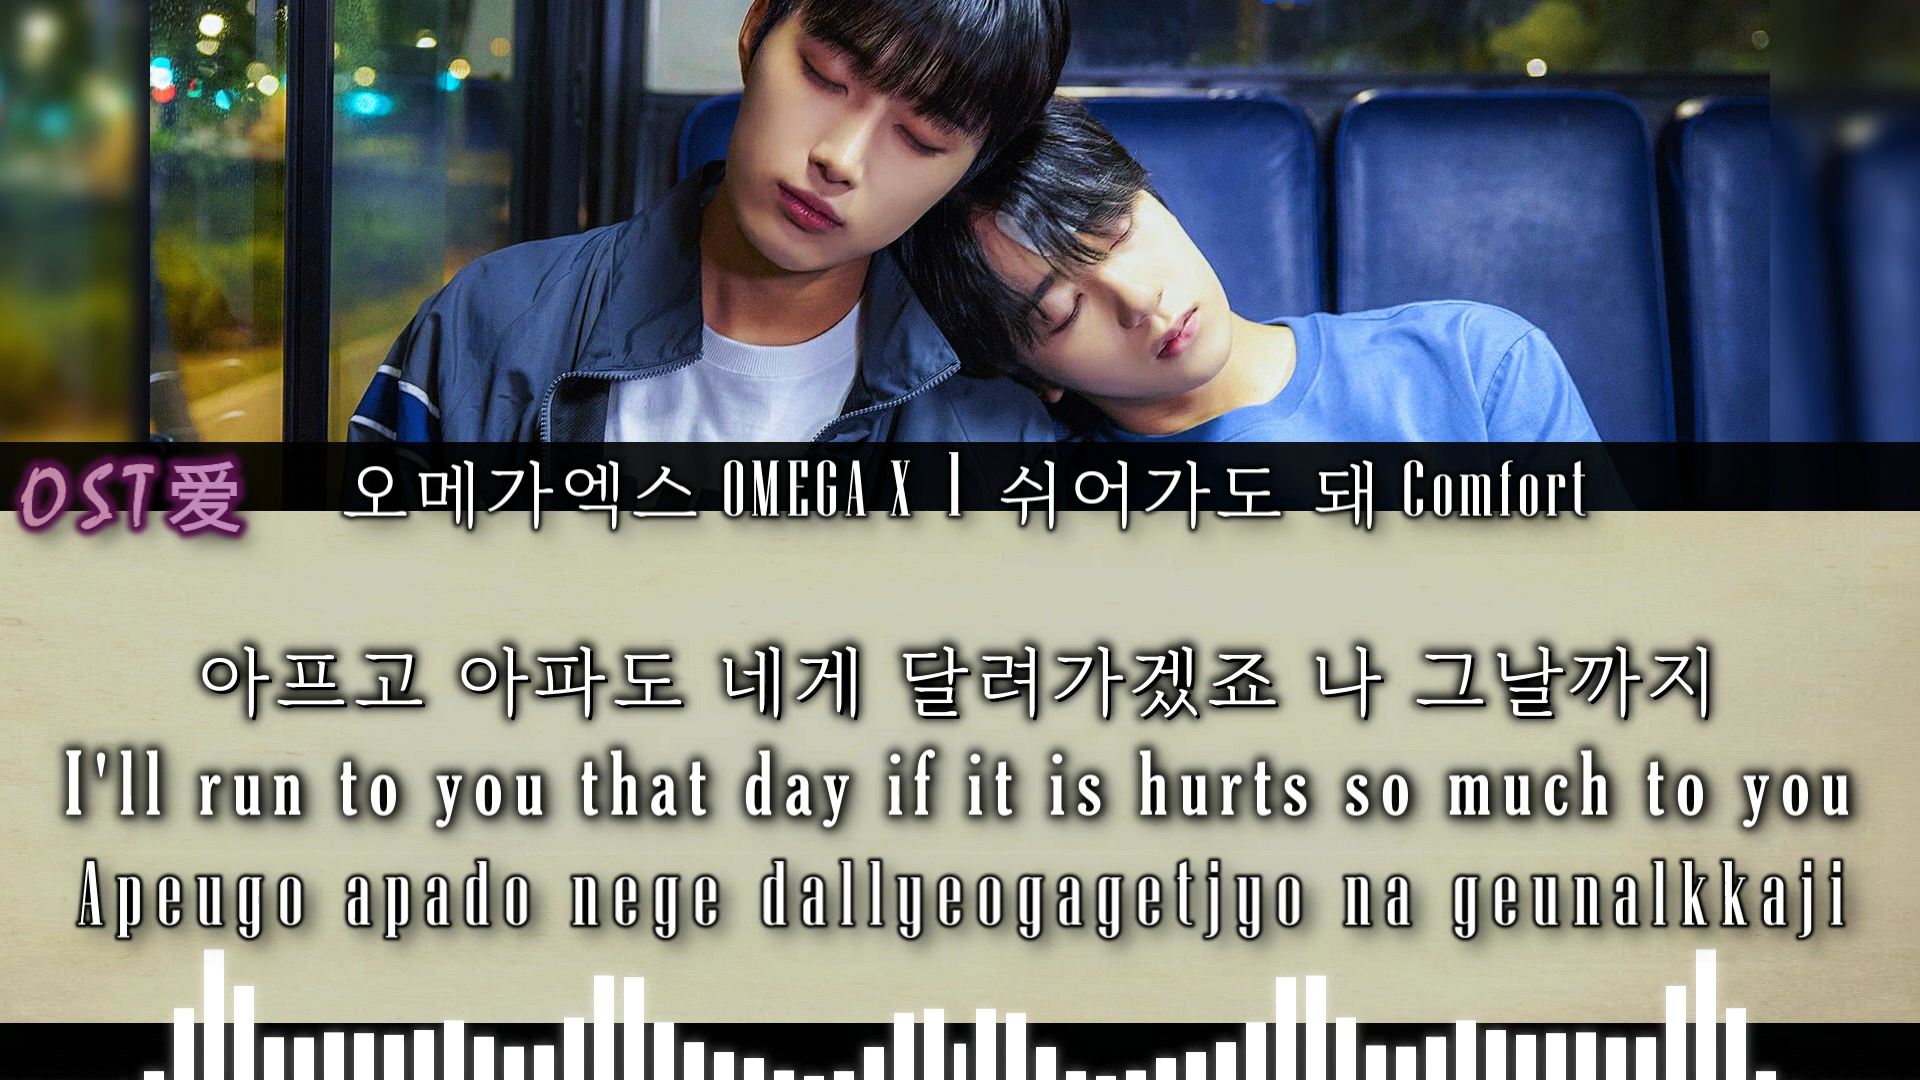 OST爱 오메가엑스 OMEGA X l 쉬어가도 돼 Comfort
아프고 아파도 네게 달려가겠죠 나 그날까지
I'll run to you that day if it is hurts so much to you
Apeugo apado nege dallyeogagetjyo na geunalkkaji